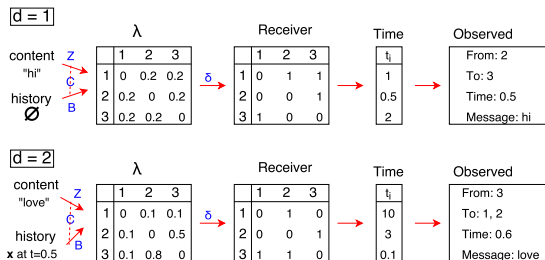 d = 1
λ Receiver Time Observed
content Z 1 2 3 1 2 3 tᵢ From: 2
"hi" 1 0 0.2 0.2 1 0 1 1 1 To: 3
C δ
history 2 0.2 0 0.2 2 0 0 1 0.5 Time: 0.5
∅ B 3 0.2 0.2 0 3 1 0 0 2 Message: hi
d = 2
λ Receiver Time Observed
content Z 1 2 3 1 2 3 tᵢ From: 3
"love" 1 0 0.1 0.1 1 0 1 0 10 To: 1, 2
C δ
history B 2 0.1 0 0.5 2 0 0 1 3 Time: 0.6
x at t=0.5 3 0.1 0.8 0 3 1 1 0 0.1 Message: love